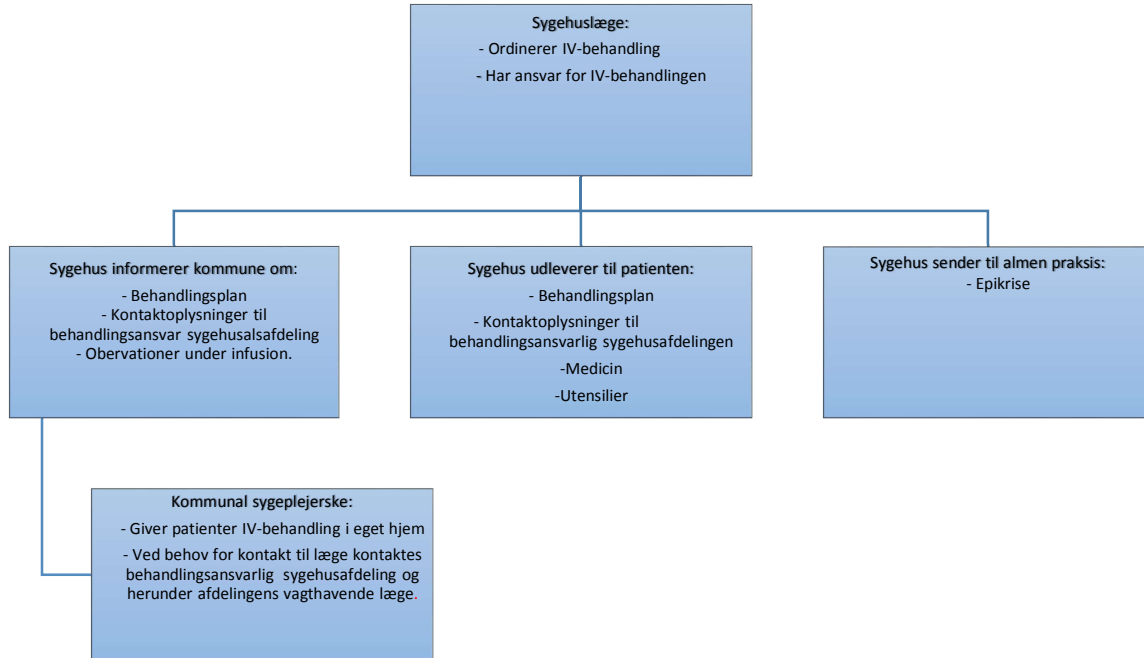 Sygehuslæge:
- Ordinerer IV-behandling
- Har ansvar for IV-behandlingen
Sygehus informerer kommune om:
- Behandlingsplan
- Kontaktoplysninger til
behandlingsansvar sygehusalsafdeling
- Obervationer under infusion.
Sygehus udleverer til patienten:
- Behandlingsplan
- Kontaktoplysninger til
behandlingsansvarlig sygehusafdelingen
-Medicin
-Utensilier
Sygehus sender til almen praksis:
- Epikrise
Kommunal sygeplejerske:
- Giver patienter IV-behandling i eget hjem
- Ved behov for kontakt til læge kontaktes
behandlingsansvarlig sygehusafdeling og
herunder afdelingens vagthavende læge.